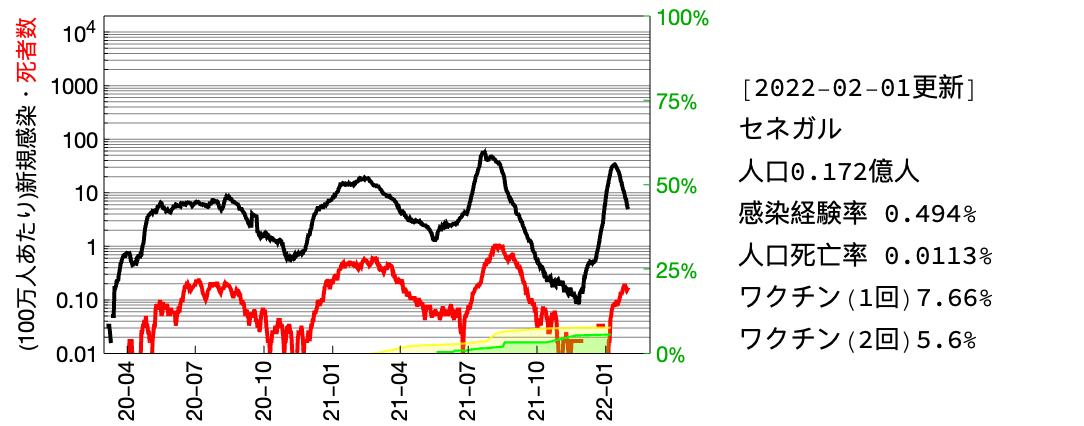 (100万人あたり)新規感染・死者数
10⁴
1000
100
10
1
0.10
0.01
100%
75%
50%
25%
0%
20-04
20-07
20-10
21-01
21-04
21-07
21-10
22-01
[2022-02-01更新]
セネガル
人口0.172億人
感染経験率 0.494%
人口死亡率 0.0113%
ワクチン(1回)7.66%
ワクチン(2回)5.6%